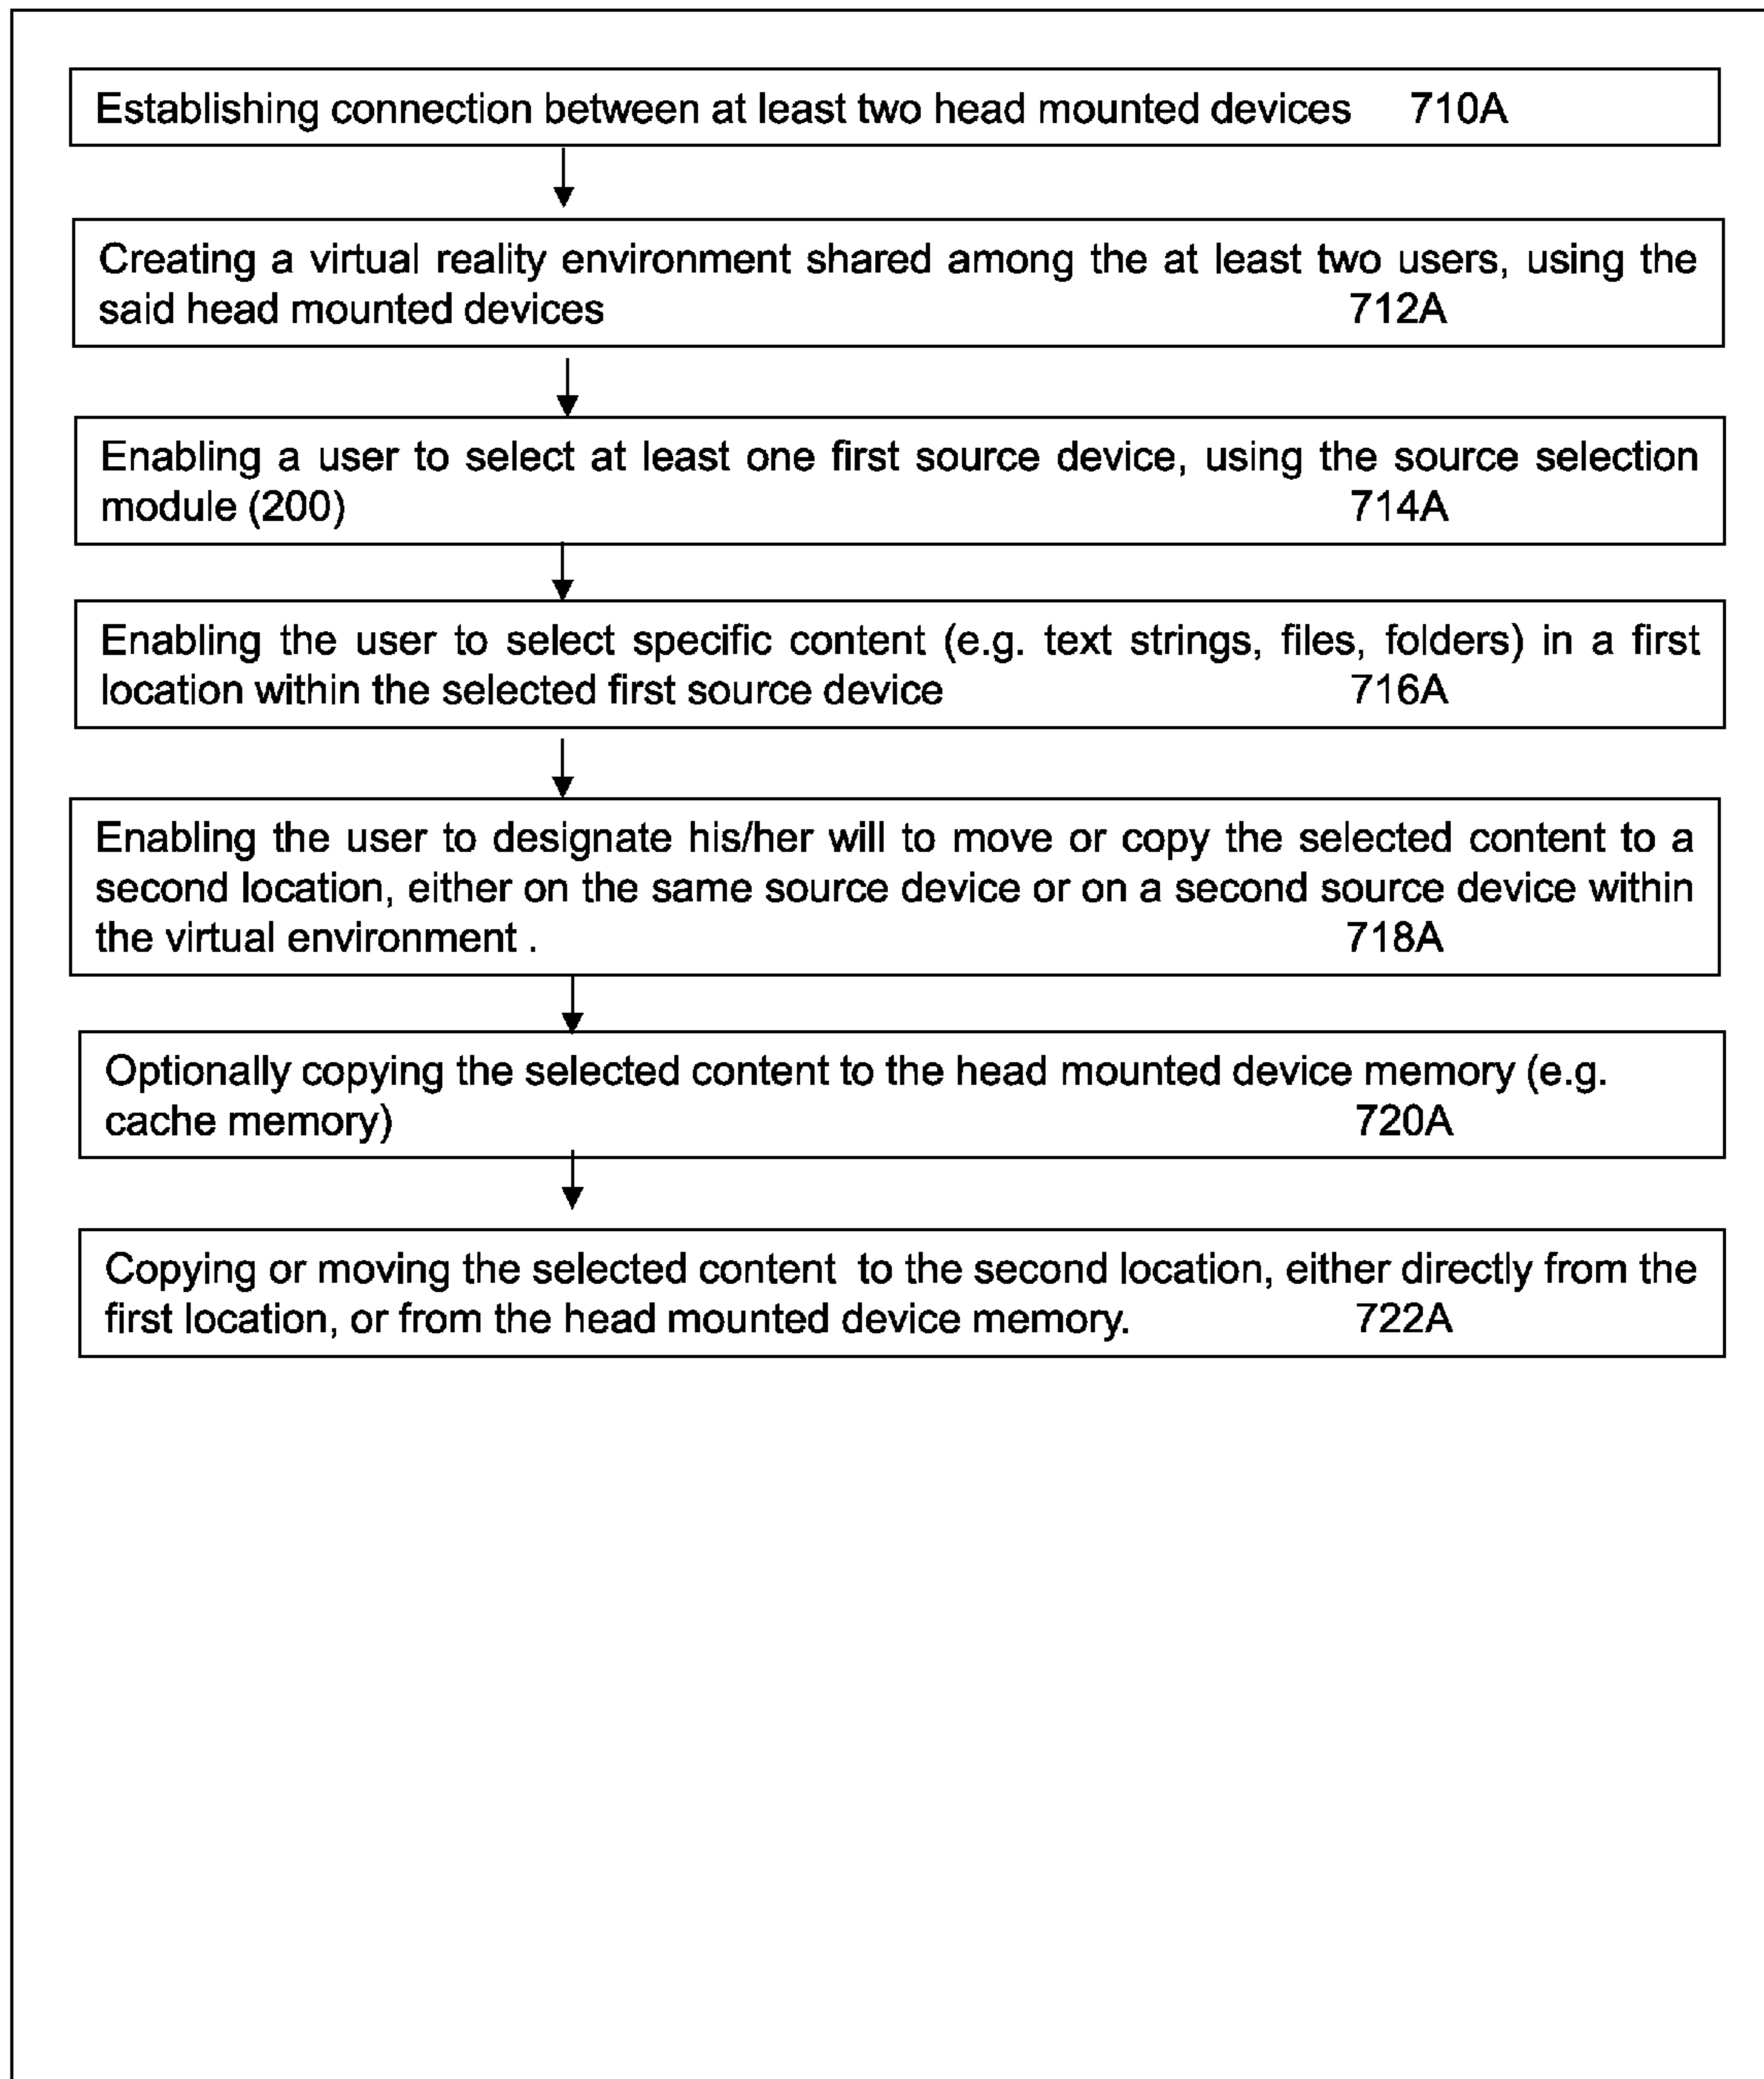 Establishing connection between at least two head mounted devices 710A
Creating a virtual reality environment shared among the at least two users, using the
said head mounted devices 712A
Enabling a user to select at least one first source device, using the source selection
module (200) 714A
Enabling the user to select specific content (e.g. text strings, files, folders) in a first
location within the selected first source device 716A
Enabling the user to designate his/her will to move or copy the selected content to a
second location, either on the same source device or on a second source device within
the virtual environment . 718A
Optionally copying the selected content to the head mounted device memory (e.g.
cache memory) 720A
Copying or moving the selected content to the second location, either directly from the
first location, or from the head mounted device memory. 722A